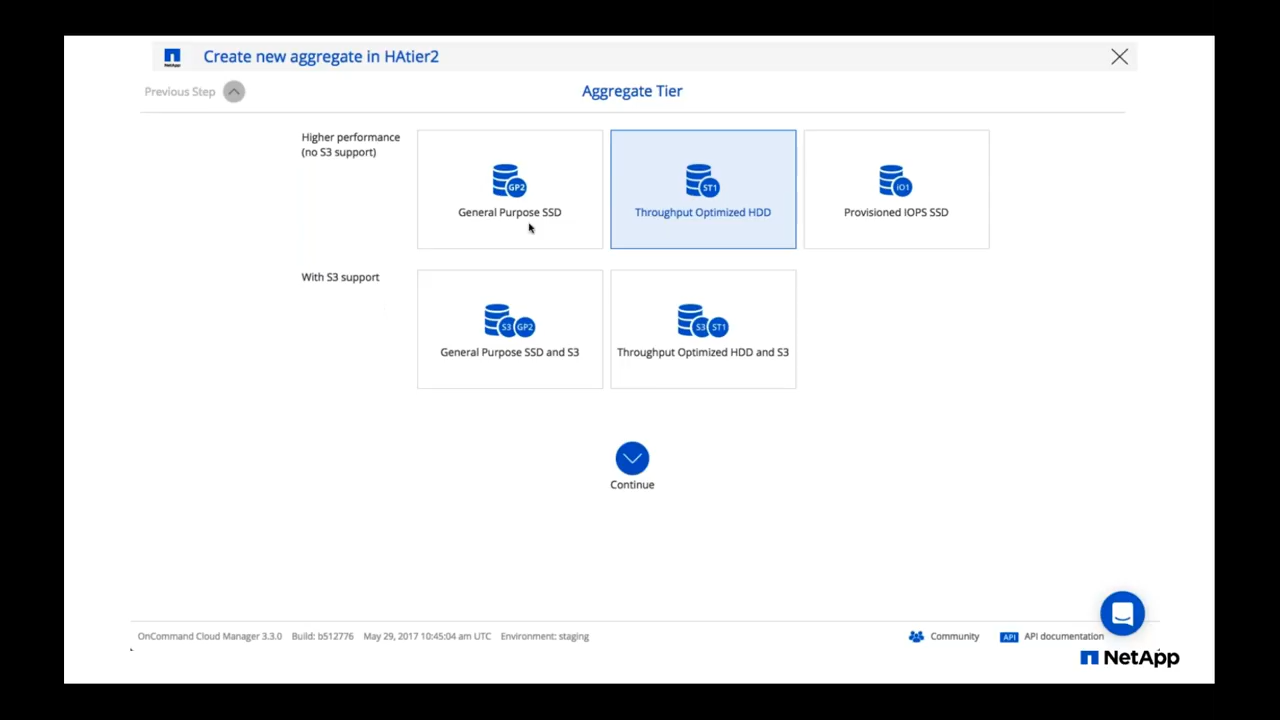 NetApp
Create new aggregate in HAtier2
Previous Step
Aggregate Tier
Higher performance
(no S3 support)
GP2
General Purpose SSD
ST1
Throughput Optimized HDD
iO1
Provisioned IOPS SSD
With S3 support
S3 GP2
General Purpose SSD and S3
S3 ST1
Throughput Optimized HDD and S3
Continue
OnCommand Cloud Manager 3.3.0 Build: b512776 May 29, 2017 10:45:04 am UTC Environment: staging
Community
API API documentation
NetApp